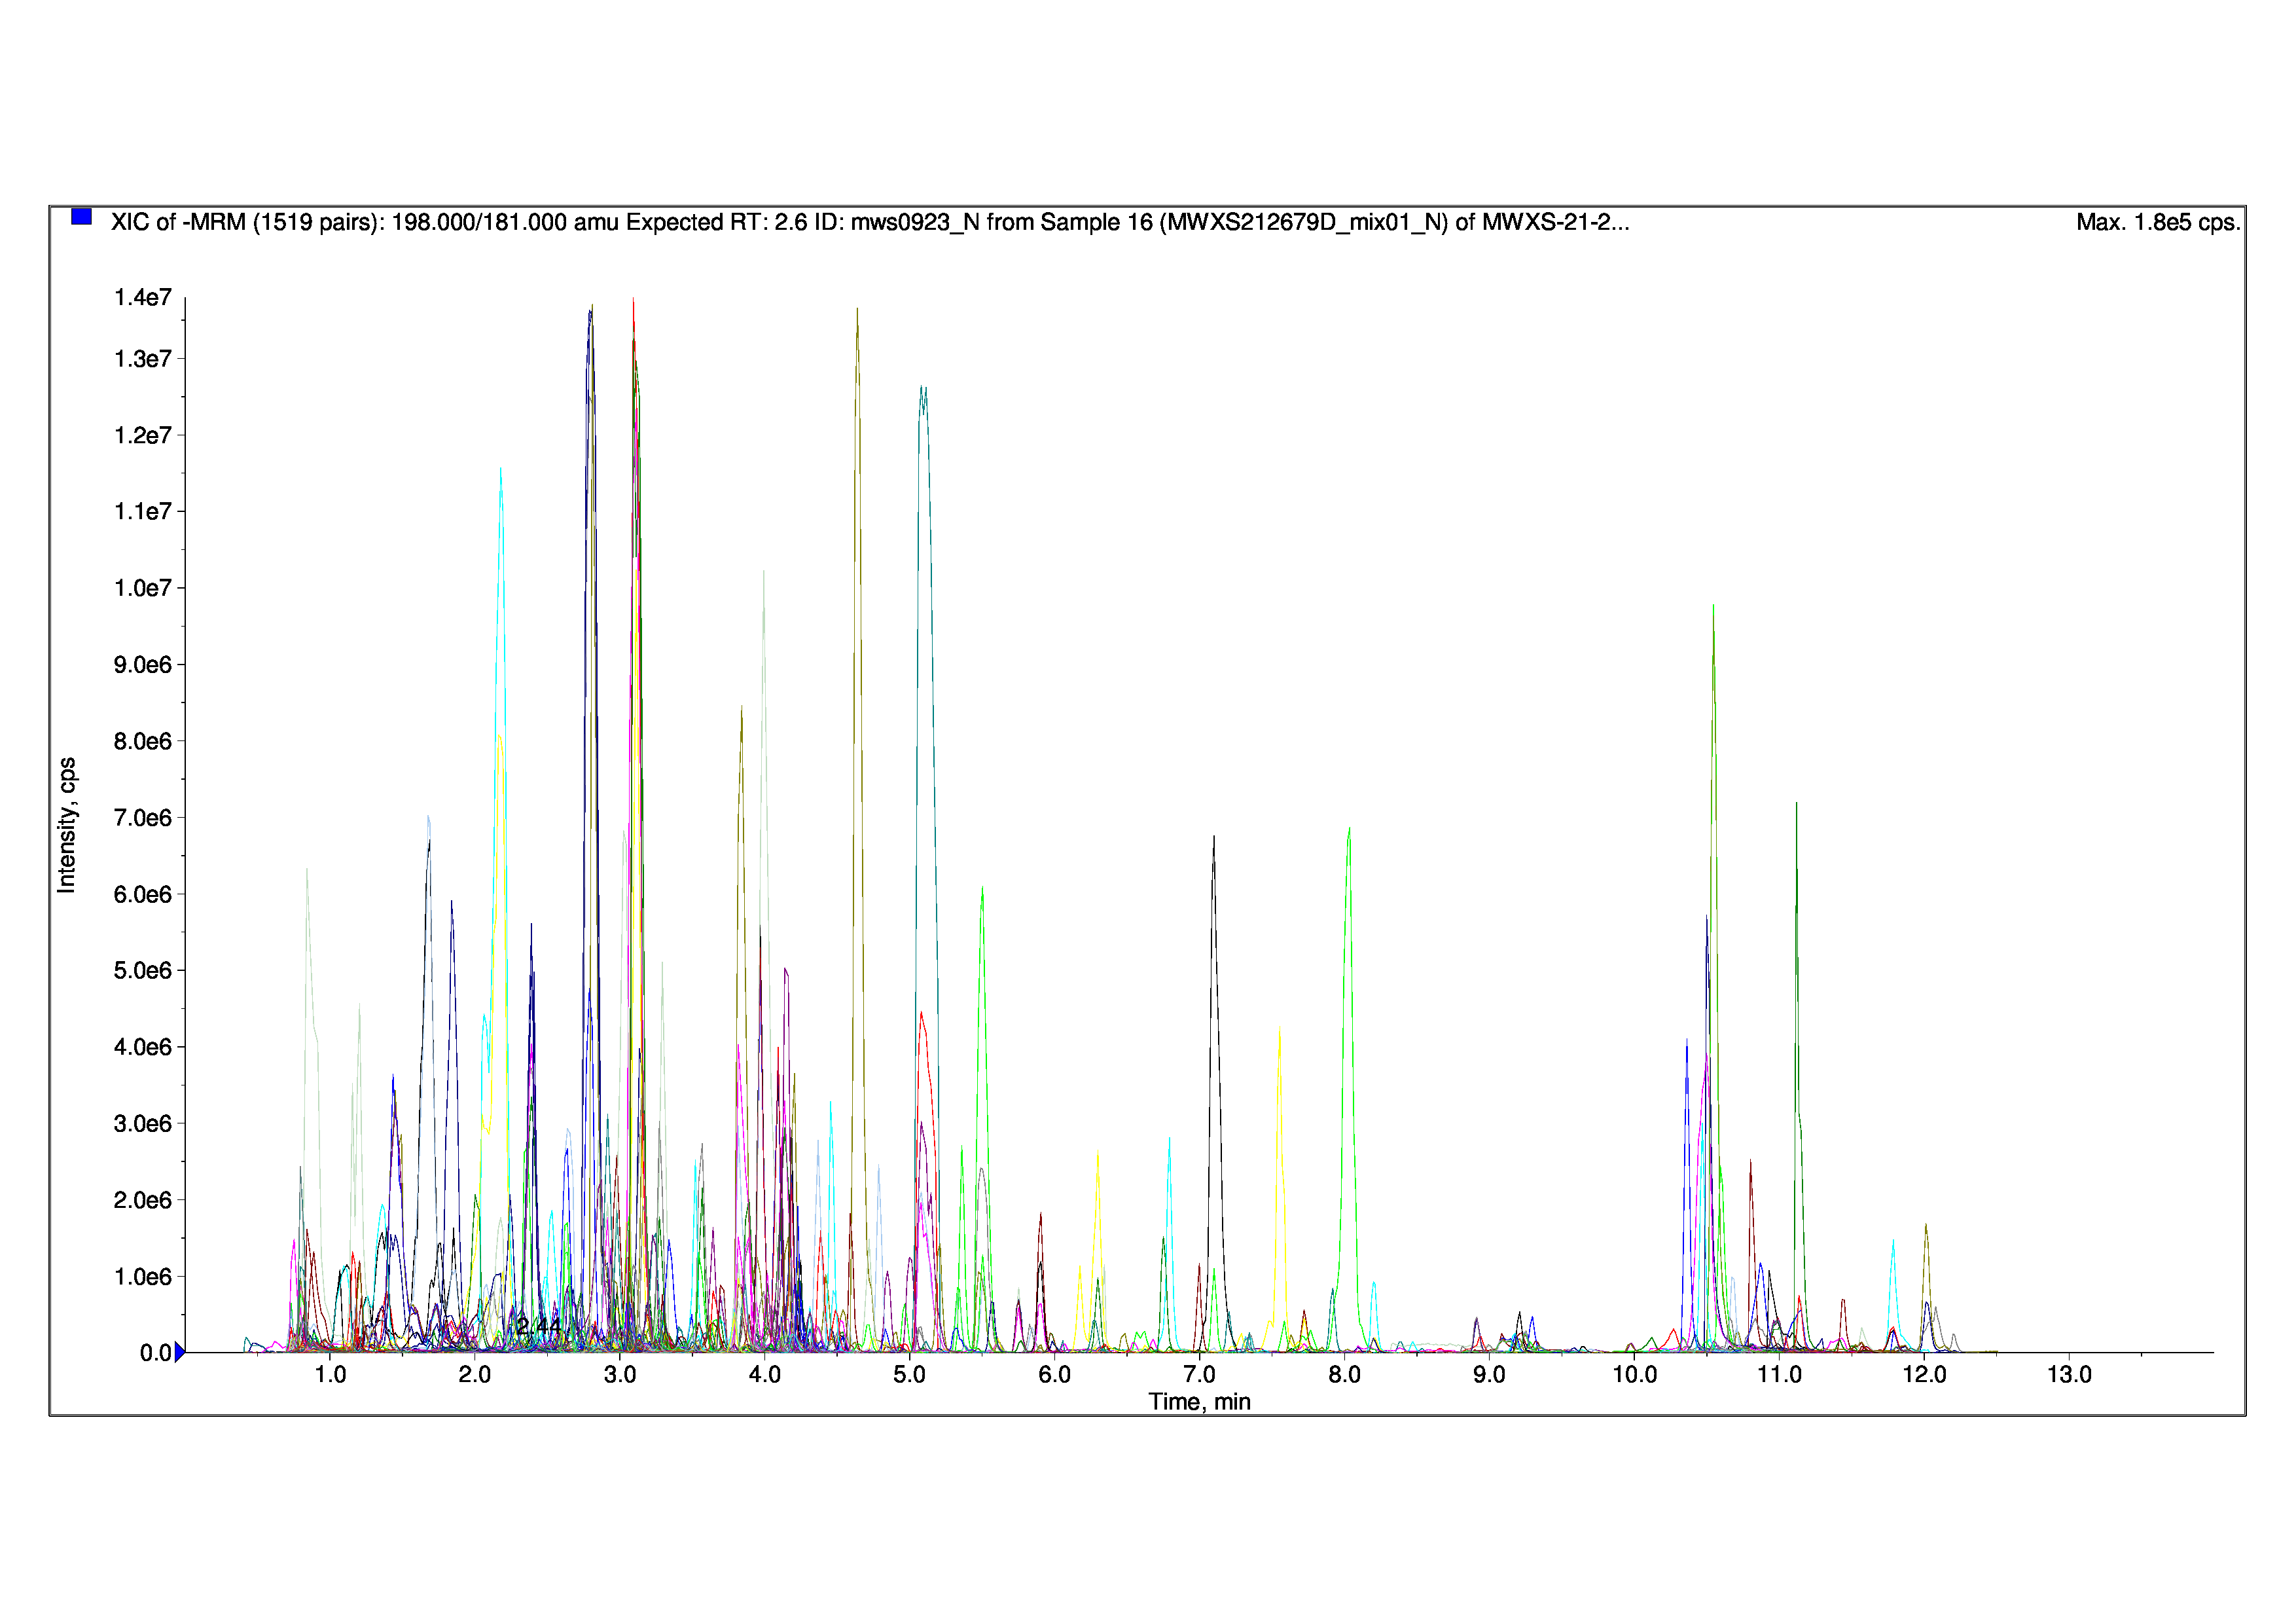 XIC of -MRM (1519 pairs): 198.000/181.000 amu Expected RT: 2.6 ID: mws0923_N from Sample 16 (MWXS212679D_mix01_N) of MWXS-21-2...
Max. 1.8e5 cps.
1.4e7
1.3e7
1.2e7
1.1e7
1.0e7
9.0e6
8.0e6
7.0e6
6.0e6
5.0e6
4.0e6
3.0e6
2.0e6
1.0e6
0.0
Intensity, cps
2.44
1.0 2.0 3.0 4.0 5.0 6.0 7.0 8.0 9.0 10.0 11.0 12.0 13.0
Time, min